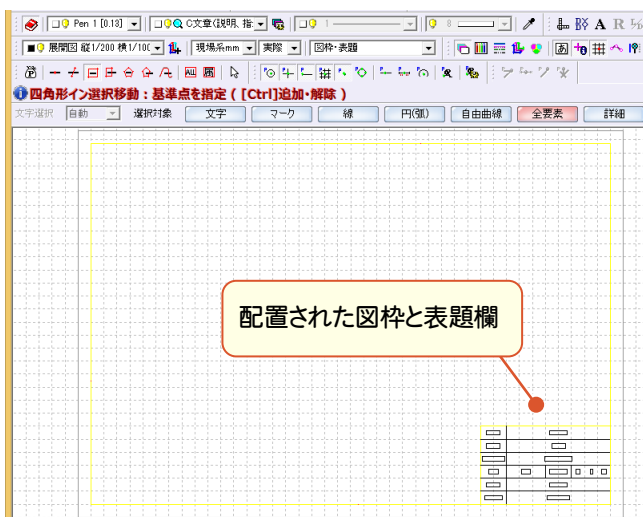 Pen 1 [0.13] C文章(説明、指: 1 8 A R
展開図 縦1/200 横1/100 現場系mm 実際 図枠・表題
四角形イン選択移動：基準点を指定 ( [Ctrl]追加・解除 )
文字選択 自動 選択対象 文字 マーク 線 円(弧) 自由曲線 全要素 詳細
配置された図枠と表題欄